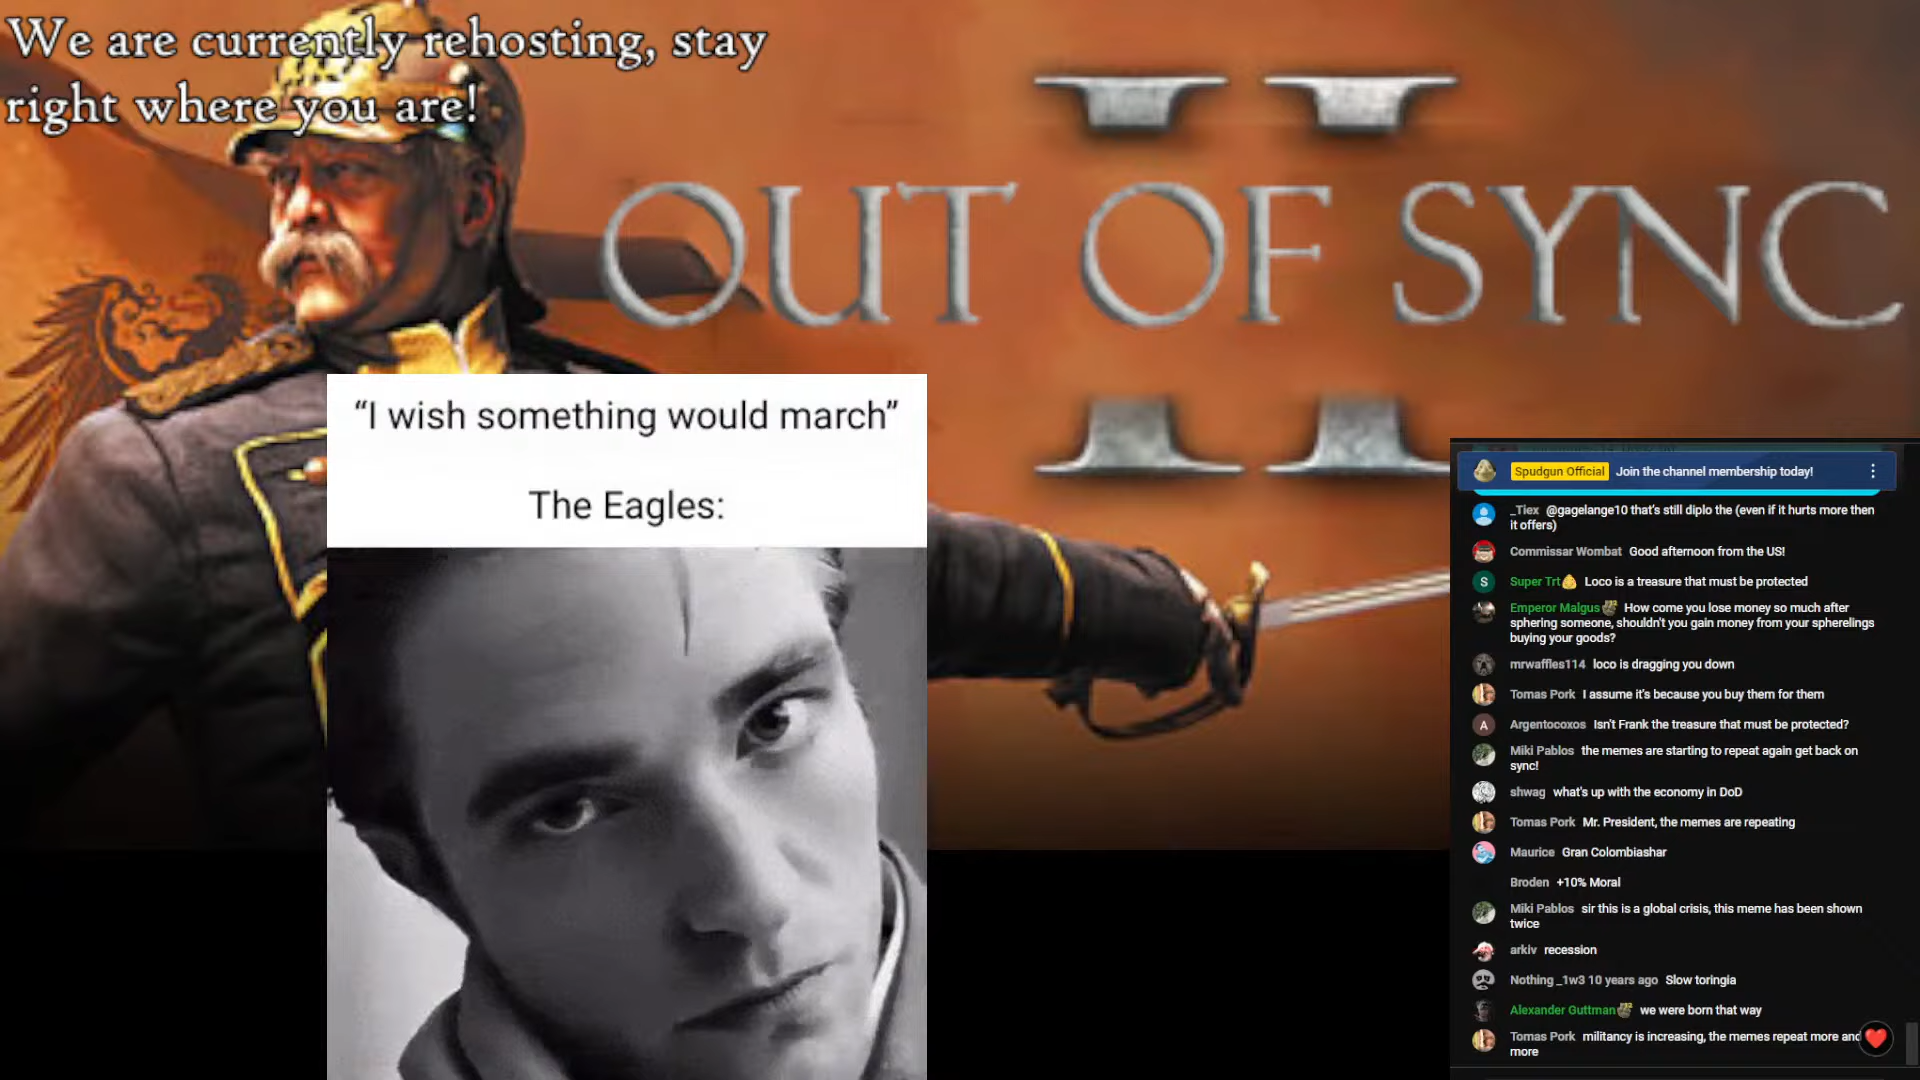 We are currently rehosting, stay
right where you are!
II
OUT OF SYNC
“I wish something would march”
The Eagles:
Spudgun Official Join the channel membership today!
_Tiex @gagelange10 that's still diplo the (even if it hurts more then
it offers)
Commissar Wombat Good afternoon from the US!
S Super Trt Loco is a treasure that must be protected
Emperor Malgus How come you lose money so much after
sphering someone, shouldn't you gain money from your spherelings
buying your goods?
mrwaffles114 loco is dragging you down
Tomas Pork I assume it's because you buy them for them
A Argentocoxos Isn't Frank the treasure that must be protected?
Miki Pablos the memes are starting to repeat again get back on
sync!
shwag what's up with the economy in DoD
Tomas Pork Mr. President, the memes are repeating
Maurice Gran Colombiashar
Broden +10% Moral
Miki Pablos sir this is a global crisis, this meme has been shown
twice
arkiv recession
Nothing _1w3 10 years ago Slow toringia
Alexander Guttman we were born that way
Tomas Pork militancy is increasing, the memes repeat more and
more